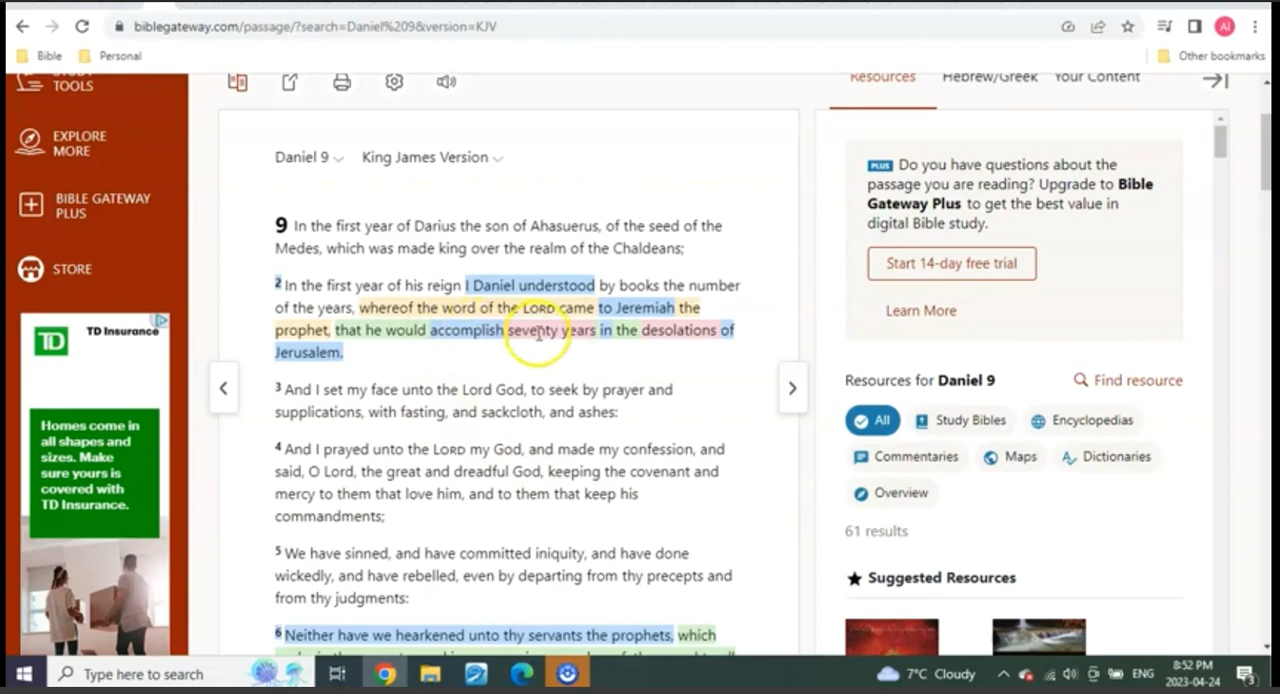 biblegateway.com/passage/?search=Daniel%209&version=KJV
AI
Bible
Personal
Other bookmarks
STUDY
TOOLS
EXPLORE
MORE
BIBLE GATEWAY
PLUS
STORE
TD Insurance
TD
Homes come in
all shapes and
sizes. Make
sure yours is
covered with
TD Insurance.
Daniel 9
King James Version
9 In the first year of Darius the son of Ahasuerus, of the seed of the
Medes, which was made king over the realm of the Chaldeans;
2 In the first year of his reign I Daniel understood by books the number
of the years, whereof the word of the LORD came to Jeremiah the
prophet, that he would accomplish seventy years in the desolations of
Jerusalem.
3 And I set my face unto the Lord God, to seek by prayer and
supplications, with fasting, and sackcloth, and ashes:
4 And I prayed unto the LORD my God, and made my confession, and
said, O Lord, the great and dreadful God, keeping the covenant and
mercy to them that love him, and to them that keep his
commandments;
5 We have sinned, and have committed iniquity, and have done
wickedly, and have rebelled, even by departing from thy precepts and
from thy judgments:
6 Neither have we hearkened unto thy servants the prophets, which
Resources
Hebrew/Greek
Your Content
PLUS Do you have questions about the
passage you are reading? Upgrade to Bible
Gateway Plus to get the best value in
digital Bible study.
Start 14-day free trial
Learn More
Resources for Daniel 9
Find resource
All
Study Bibles
Encyclopedias
Commentaries
Maps
Dictionaries
Overview
61 results
Suggested Resources
Type here to search
7°C Cloudy
ENG
8:52 PM
2023-04-24
3